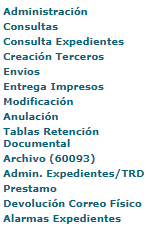 Administración
Consultas
Consulta Expedientes
Creación Terceros
Envios
Entrega Impresos
Modificación
Anulación
Tablas Retención
Documental
Archivo (60093)
Admin. Expedientes/TRD
Prestamo
Devolución Correo Físico
Alarmas Expedientes